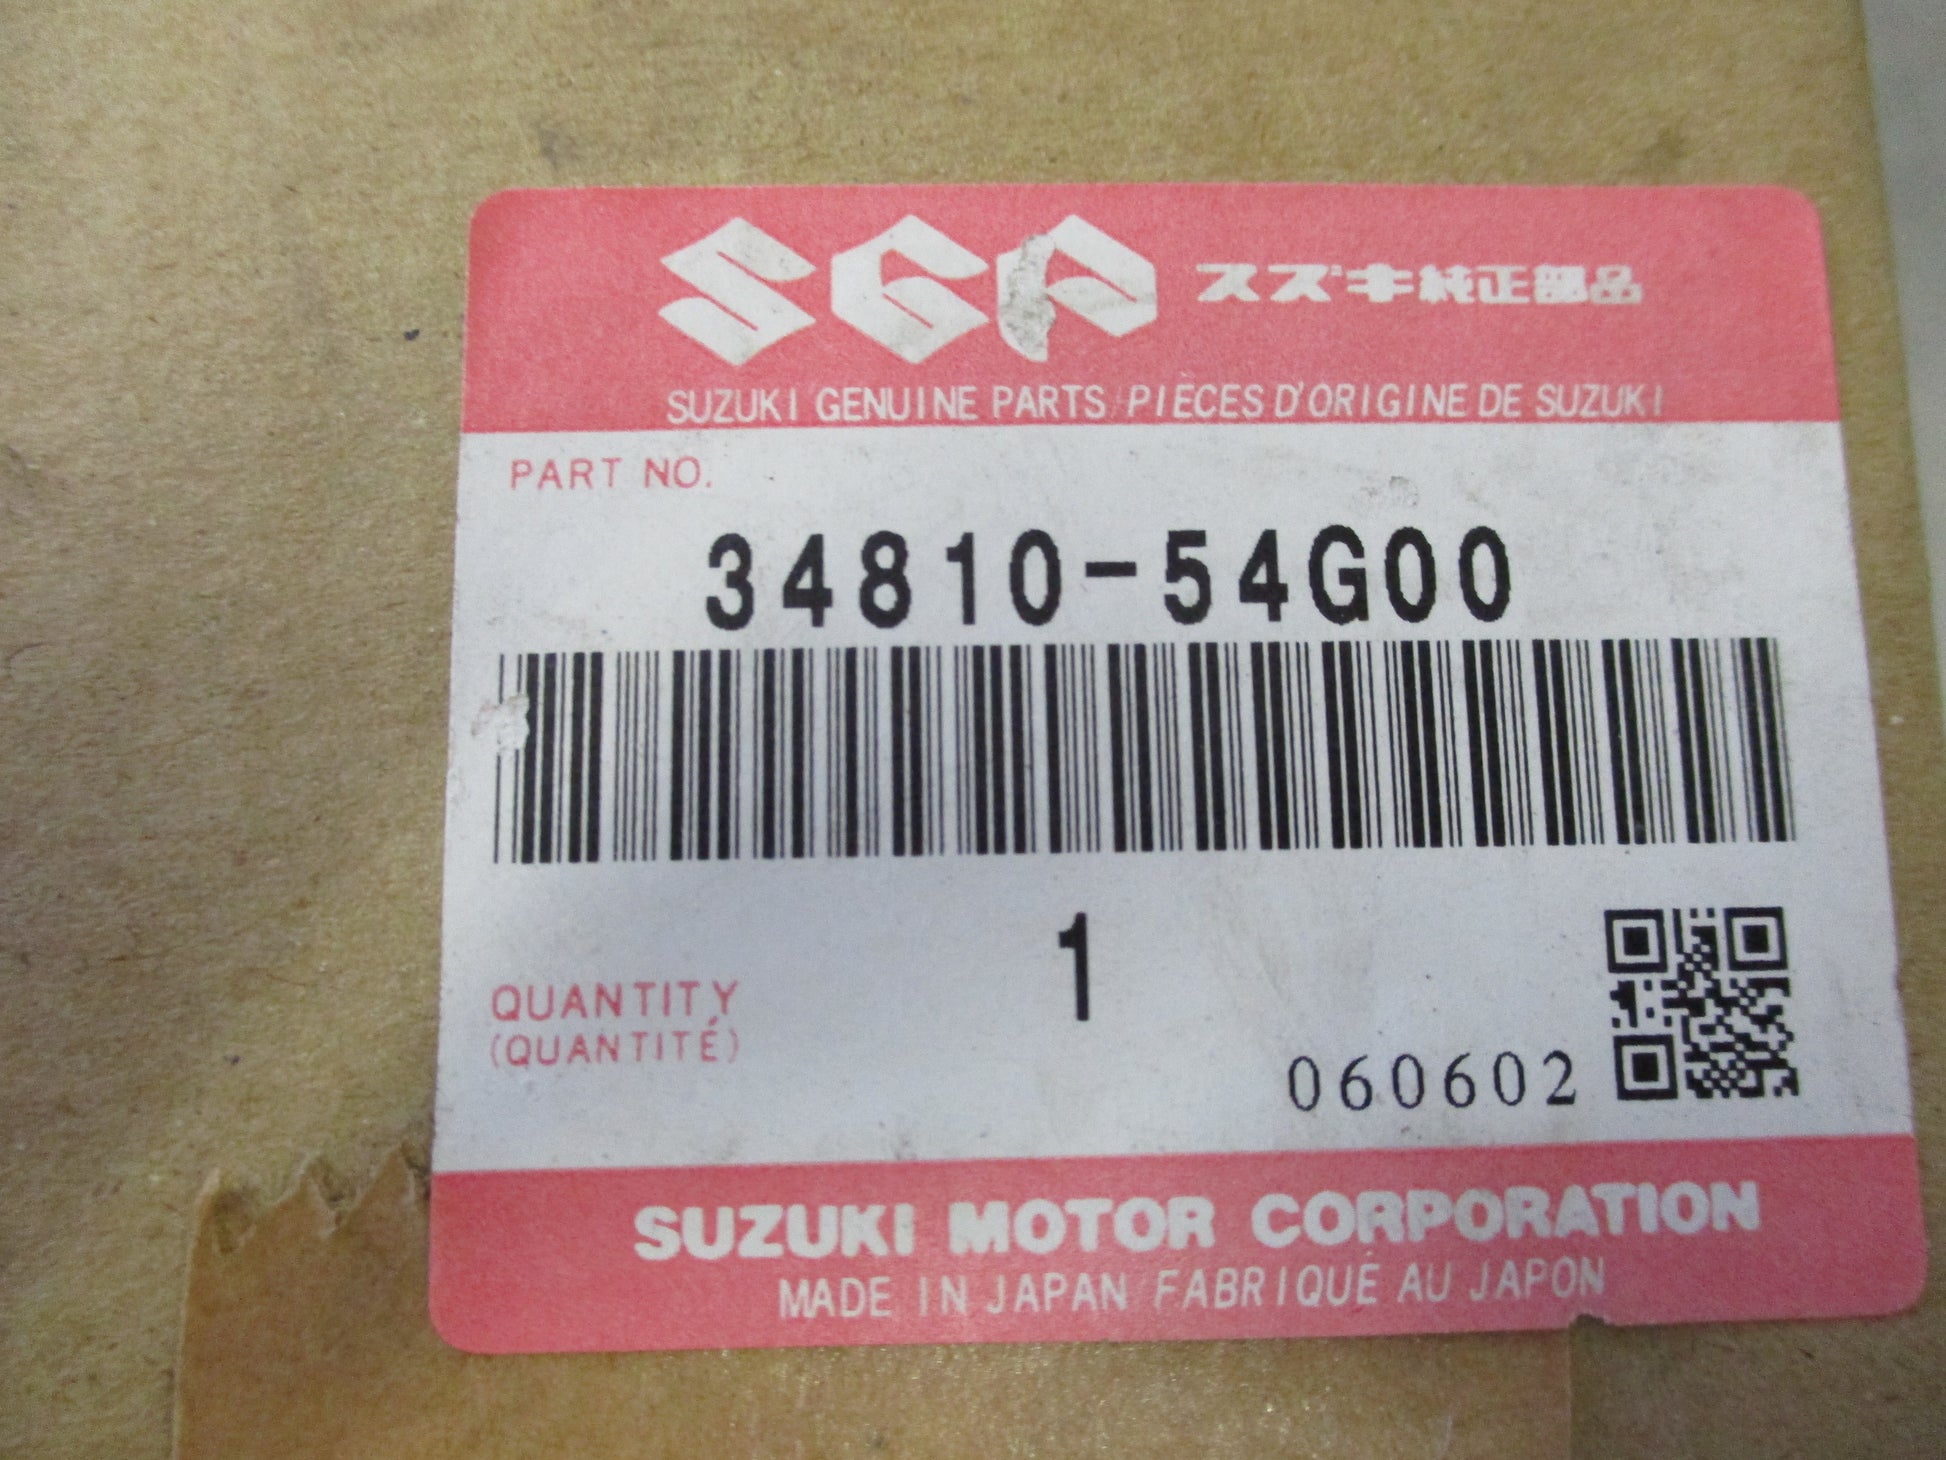 SGP スズキ純正部品
SUZUKI GENUINE PARTS/PIÈCES D'ORIGINE DE SUZUKI
PART NO.
34810-54G00
1
QUANTITY
(QUANTITÉ)
060602
SUZUKI MOTOR CORPORATION
MADE IN JAPAN FABRIQUÉ AU JAPON